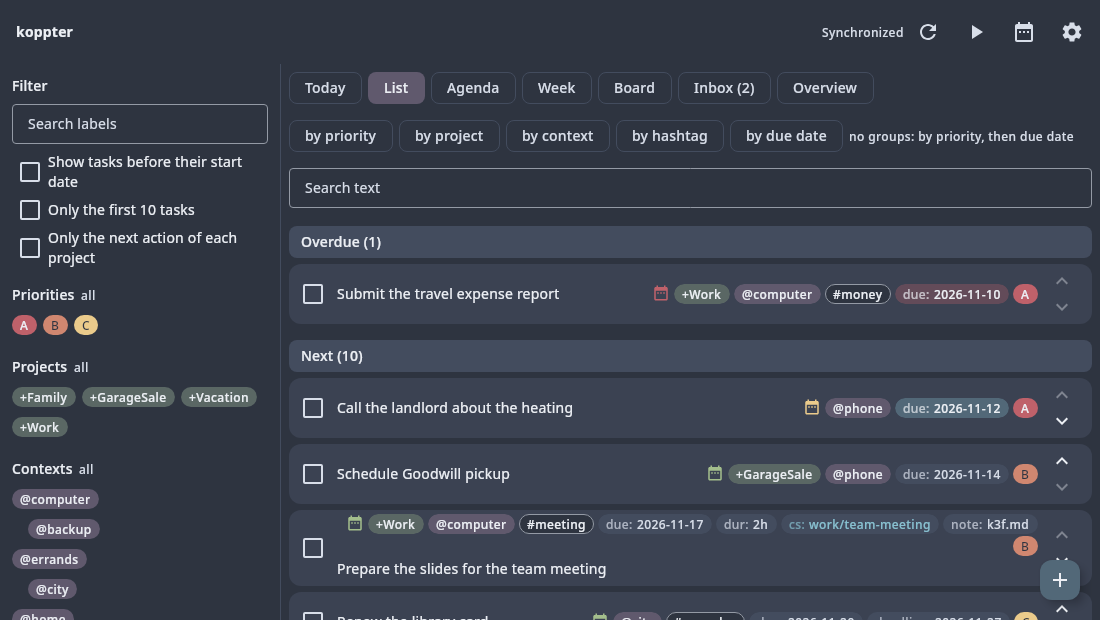 koppter
Synchronized
Filter
Search labels
Show tasks before their start
date
Only the first 10 tasks
Only the next action of each
project
Priorities all
A B C
Projects all
+Family +GarageSale +Vacation
+Work
Contexts all
@computer
@backup
@errands
@city
@home
Today List Agenda Week Board Inbox (2) Overview
by priority by project by context by hashtag by due date no groups: by priority, then due date
Search text
Overdue (1)
Submit the travel expense report +Work @computer #money due: 2026-11-10 A
Next (10)
Call the landlord about the heating @phone due: 2026-11-12 A
Schedule Goodwill pickup +GarageSale @phone due: 2026-11-14 B
+Work @computer #meeting due: 2026-11-17 dur: 2h cs: work/team-meeting note: k3f.md
B
Prepare the slides for the team meeting
Renew the library card